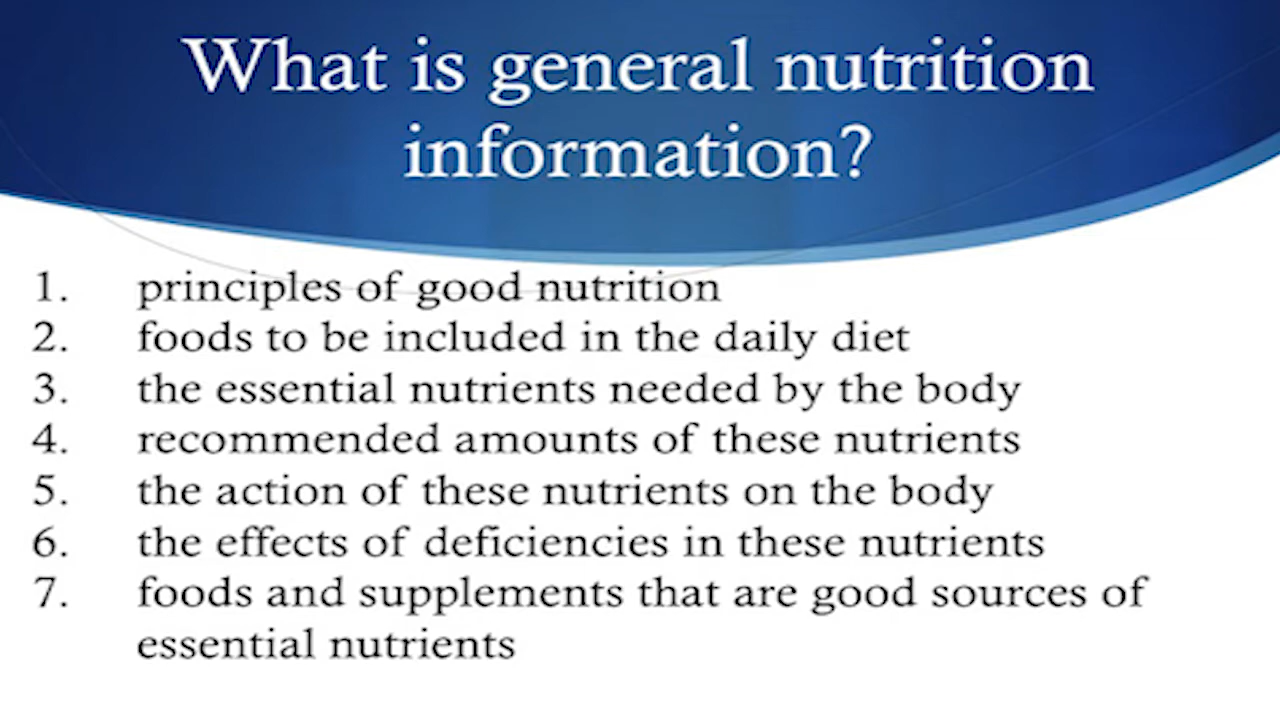 What is general nutrition
information?
1. principles of good nutrition
2. foods to be included in the daily diet
3. the essential nutrients needed by the body
4. recommended amounts of these nutrients
5. the action of these nutrients on the body
6. the effects of deficiencies in these nutrients
7. foods and supplements that are good sources of
essential nutrients